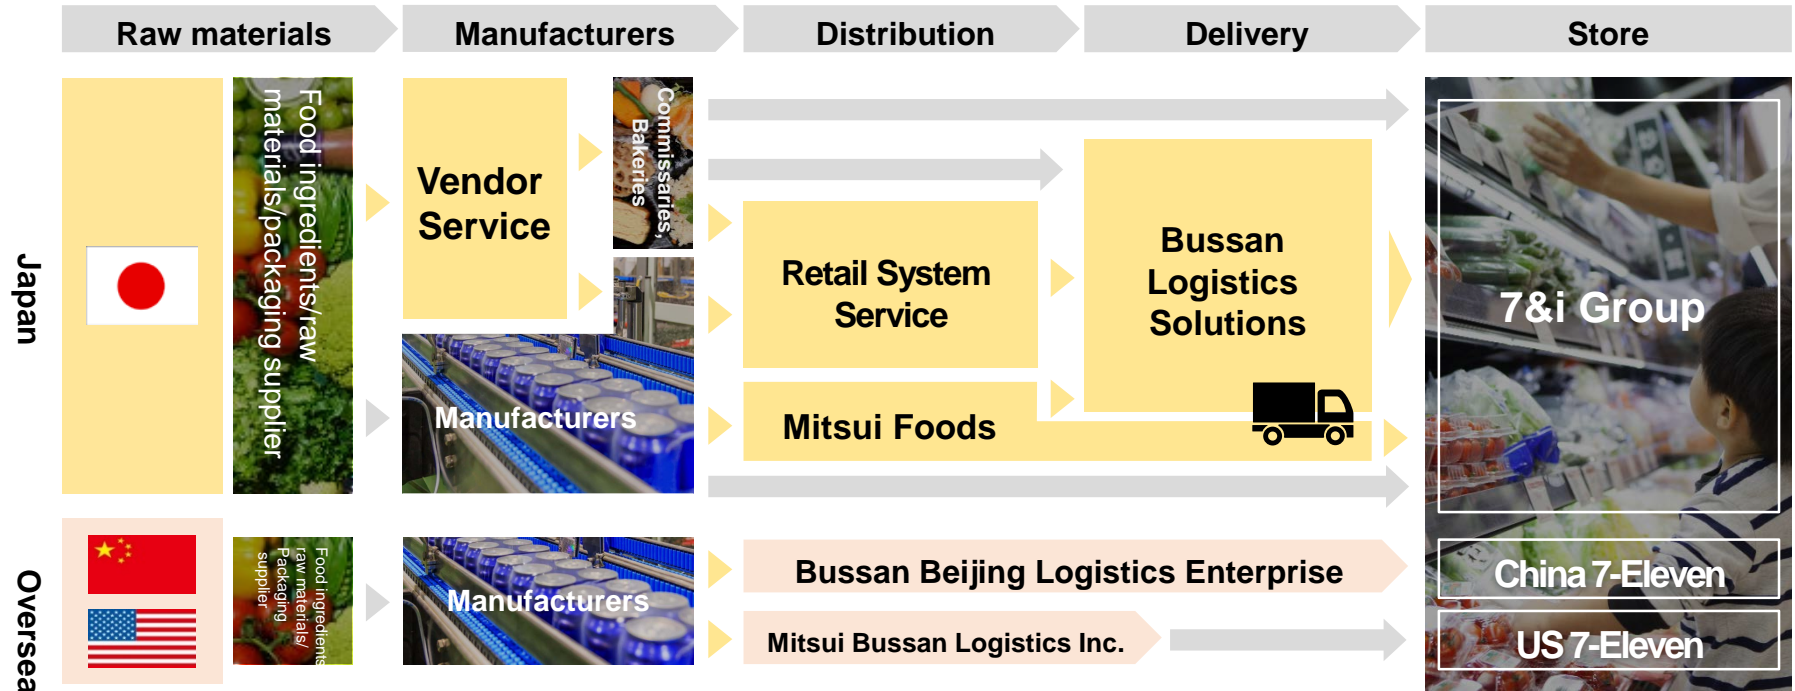 Raw materials
Manufacturers
Distribution
Delivery
Store
Japan
Food ingredients/raw
materials/packaging supplier
Vendor
Service
Commissaries,
Bakeries
Manufacturers
Retail System
Service
Mitsui Foods
Bussan
Logistics
Solutions
7&i Group
Oversea
Food ingredients
raw materials/
Packaging
supplier
Manufacturers
Bussan Beijing Logistics Enterprise
Mitsui Bussan Logistics Inc.
China 7-Eleven
US 7-Eleven